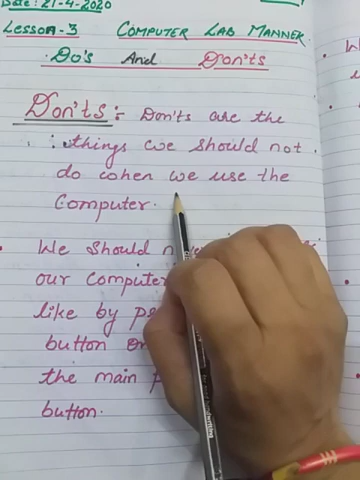 Date: 21-4-2020
Lesson-3 Computer Lab Manner
Do's And Don'ts
Don'ts:- Don'ts are the
things we should not
do when we use the
Computer.
We should
our Computer
like by
button on
the main
button.